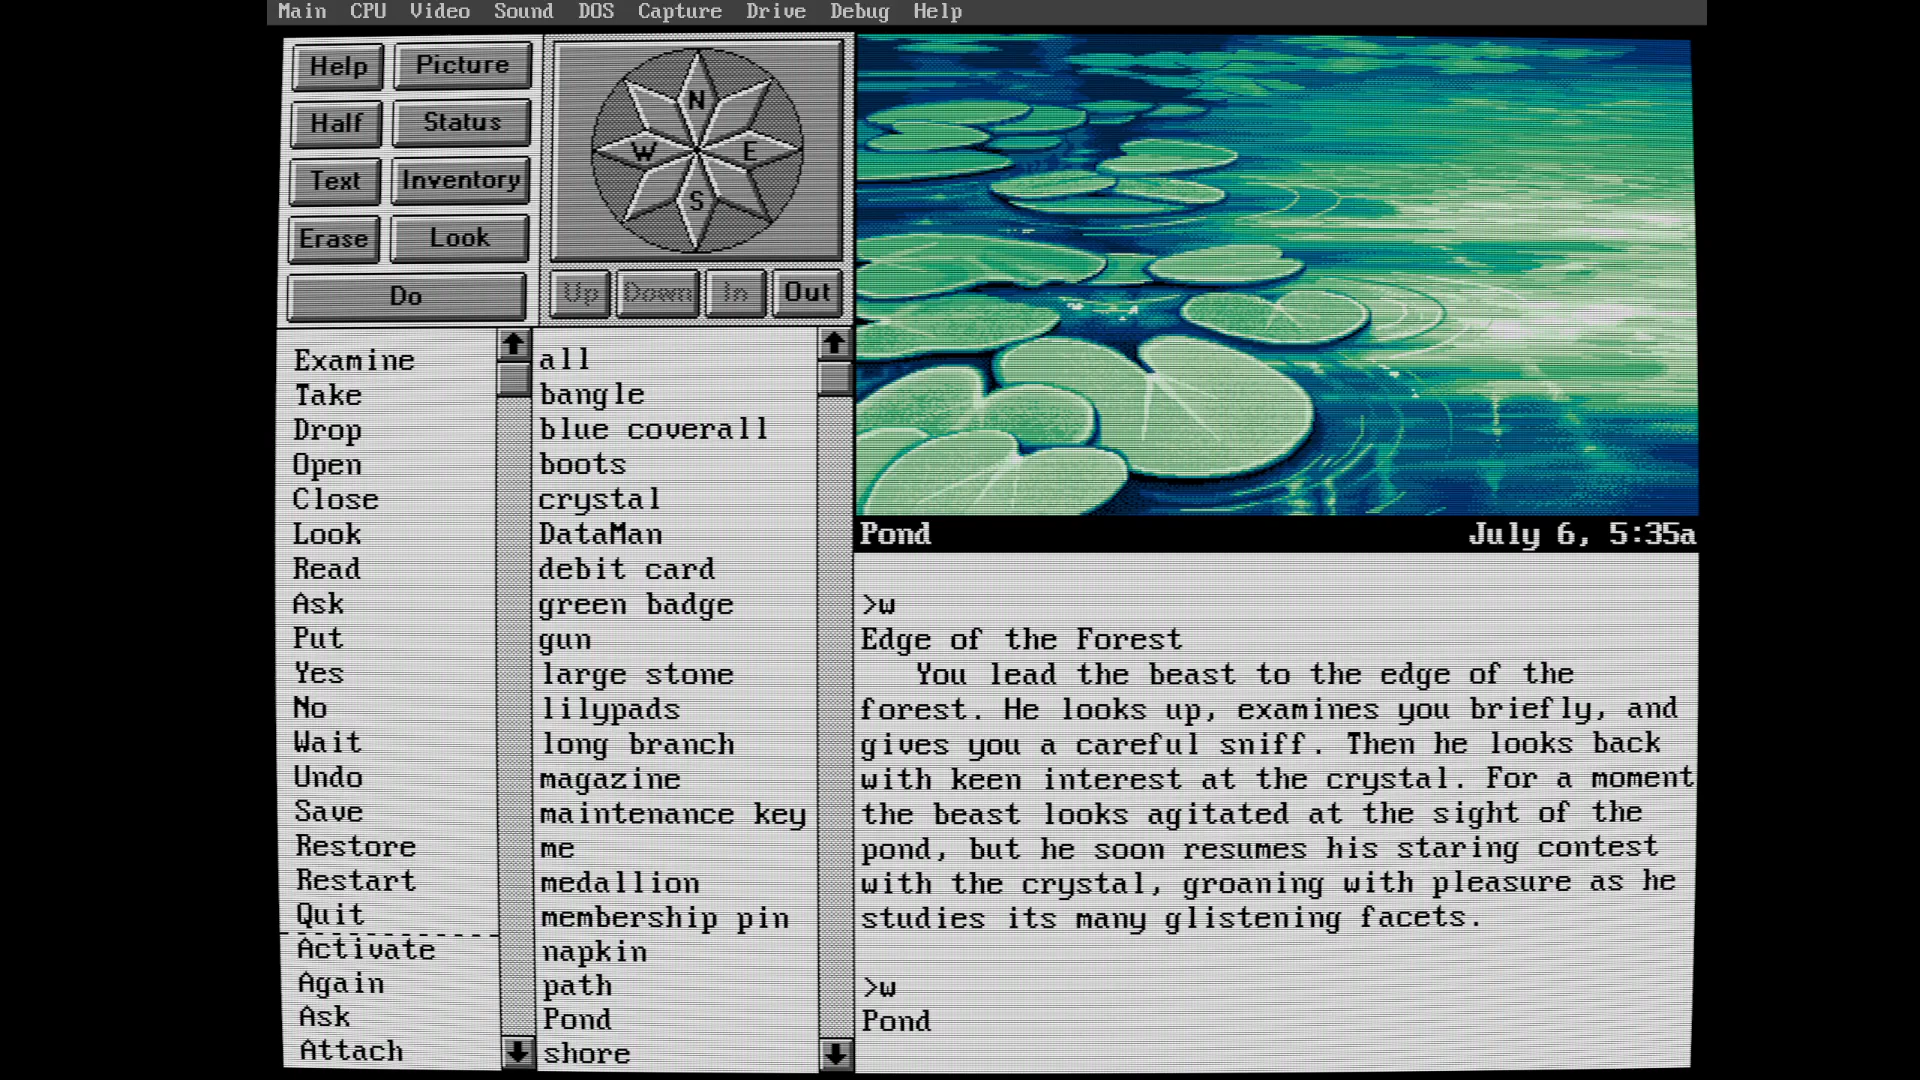 Main CPU Video Sound DOS Capture Drive Debug Help
Help Picture
Half Status
Text Inventory
Erase Look
Do
N
W E
S
Up Down In Out
Examine
Take
Drop
Open
Close
Look
Read
Ask
Put
Yes
No
Wait
Undo
Save
Restore
Restart
Quit
Activate
Again
Ask
Attach
all
bangle
blue coverall
boots
crystal
DataMan
debit card
green badge
gun
large stone
lilypads
long branch
magazine
maintenance key
me
medallion
membership pin
napkin
path
Pond
shore
Pond July 6, 5:35a
>w
Edge of the Forest
You lead the beast to the edge of the
forest. He looks up, examines you briefly, and
gives you a careful sniff. Then he looks back
with keen interest at the crystal. For a moment
the beast looks agitated at the sight of the
pond, but he soon resumes his staring contest
with the crystal, groaning with pleasure as he
studies its many glistening facets.
>w
Pond